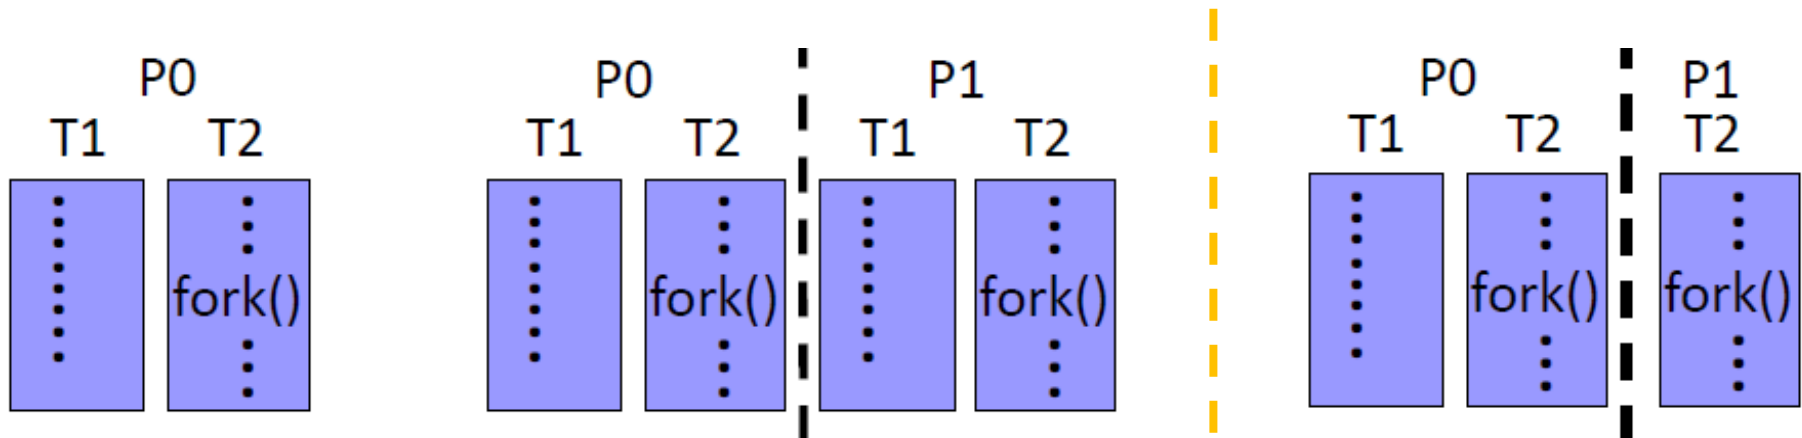 P0
T1 T2
fork()
P0 P1
T1 T2 T1 T2
fork() fork()
P0 P1
T1 T2 T2
fork() fork()